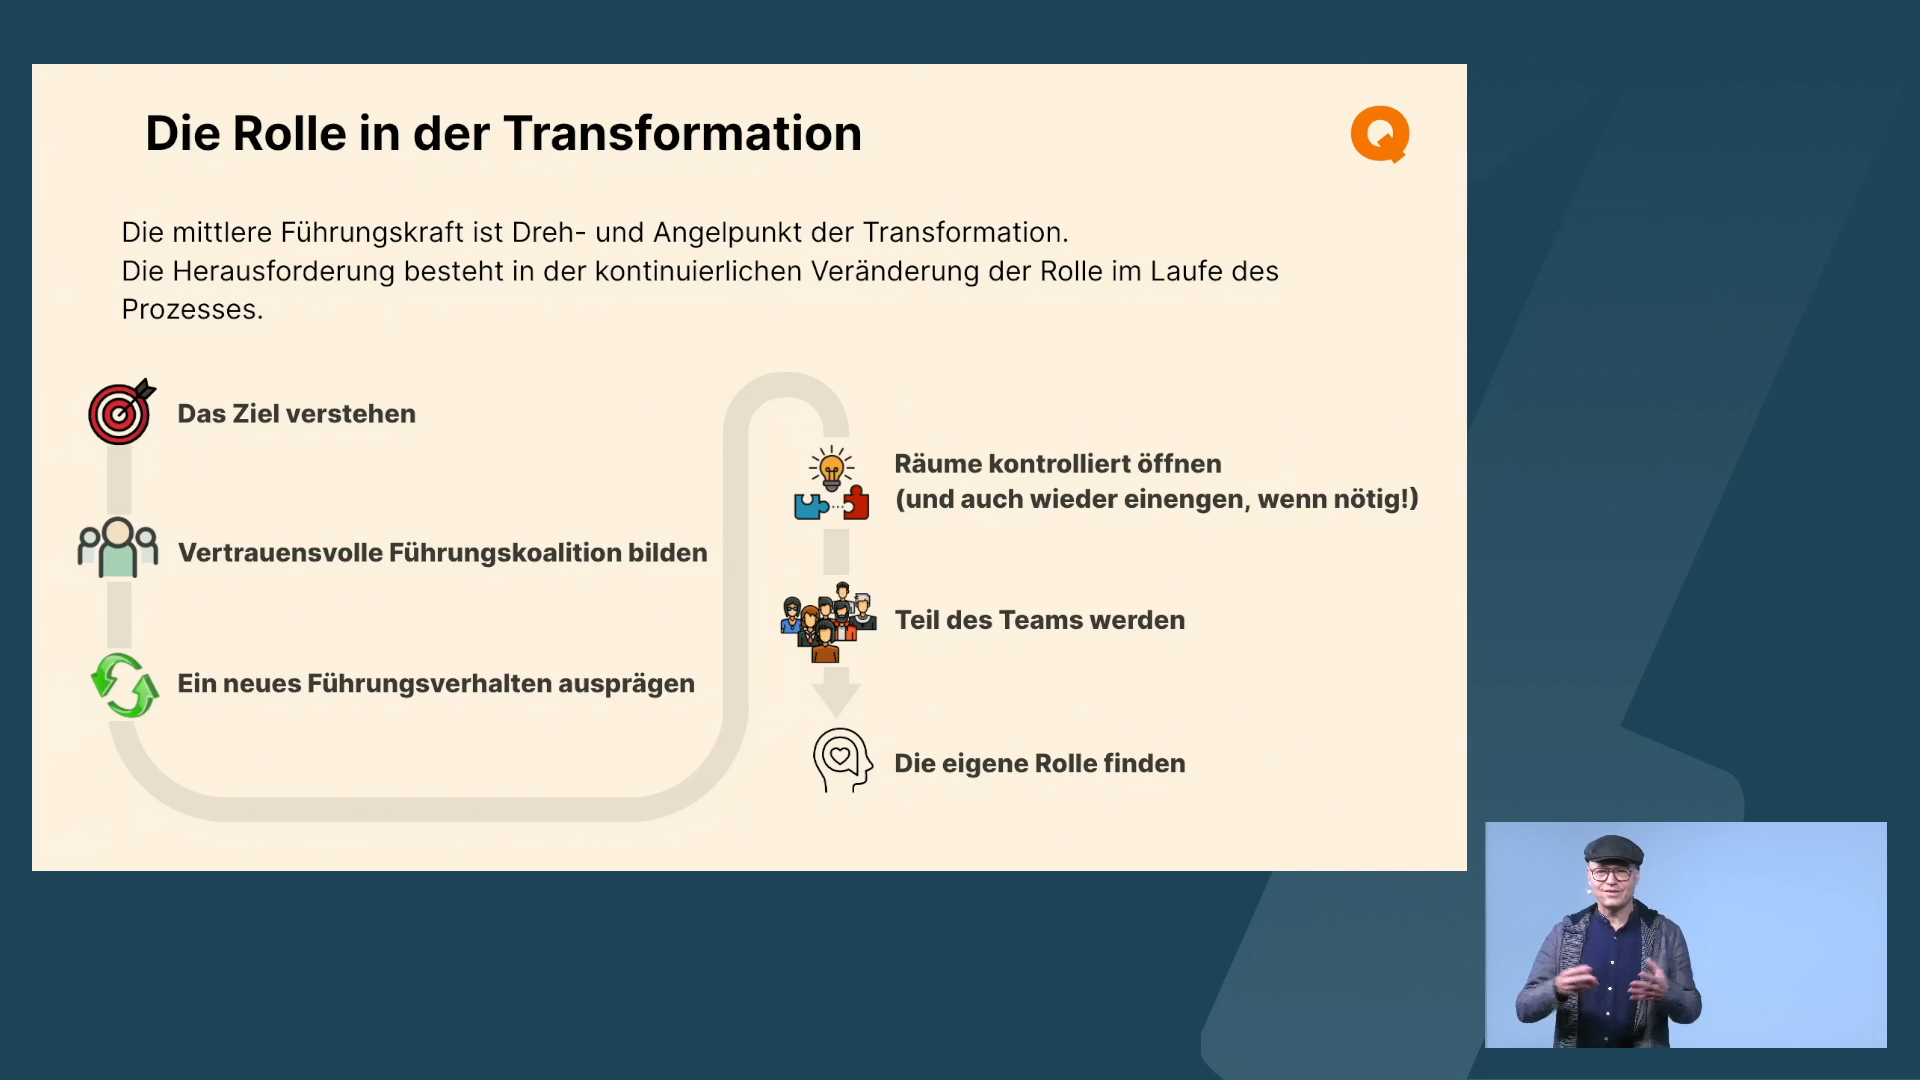 Die Rolle in der Transformation
Q
Die mittlere Führungskraft ist Dreh- und Angelpunkt der Transformation.
Die Herausforderung besteht in der kontinuierlichen Veränderung der Rolle im Laufe des
Prozesses.
Das Ziel verstehen
Vertrauensvolle Führungskoalition bilden
Ein neues Führungsverhalten ausprägen
Räume kontrolliert öffnen
(und auch wieder einengen, wenn nötig!)
Teil des Teams werden
Die eigene Rolle finden